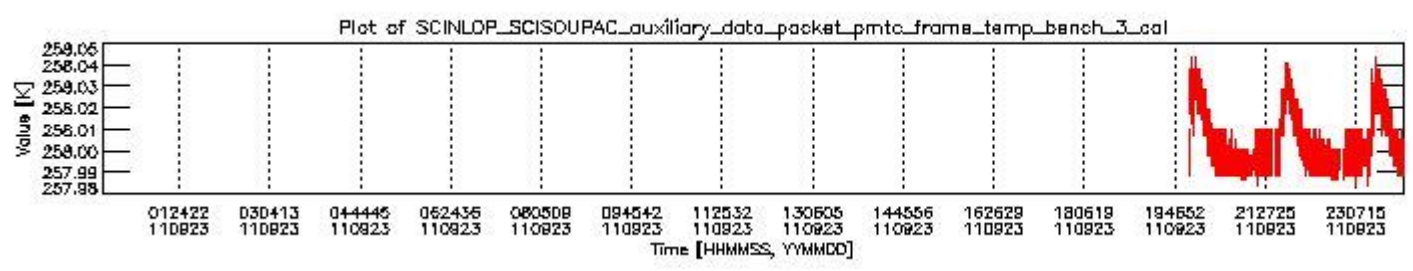 Plot of SCINLOP_SCISOUPAC_auxiliary_data_packet_pmtc_frame_temp_bench_3_cal
258.05
258.04
258.03
258.02
258.01
258.00
257.99
257.98
Value [K]
012422 030413 044445 062436 080509 094542 112532 130605 144556 162629 180619 194652 212725 230715
110923 110923 110923 110923 110923 110923 110923 110923 110923 110923 110923 110923 110923 110923
Time [HHMMSS, YYMMDD]